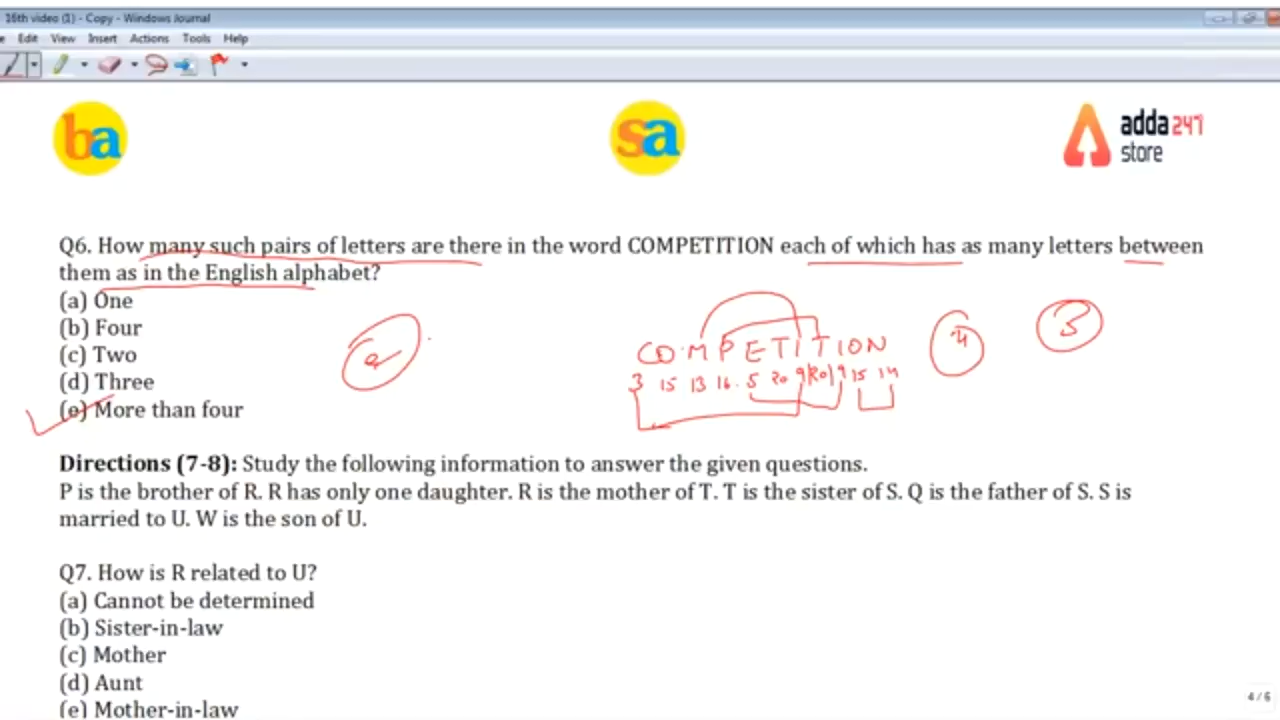 16th video (1) - Copy - Windows Journal
Edit View Insert Actions Tools Help
ba
sa
adda 247
store
Q6. How many such pairs of letters are there in the word COMPETITION each of which has as many letters between
them as in the English alphabet?
(a) One
(b) Four
(c) Two
(d) Three
(e) More than four
e
COMPETITION
3 15 13 16 5 20 9 20 9 15 14
4
5
Directions (7-8): Study the following information to answer the given questions.
P is the brother of R. R has only one daughter. R is the mother of T. T is the sister of S. Q is the father of S. S is
married to U. W is the son of U.
Q7. How is R related to U?
(a) Cannot be determined
(b) Sister-in-law
(c) Mother
(d) Aunt
(e) Mother-in-law
4 / 6